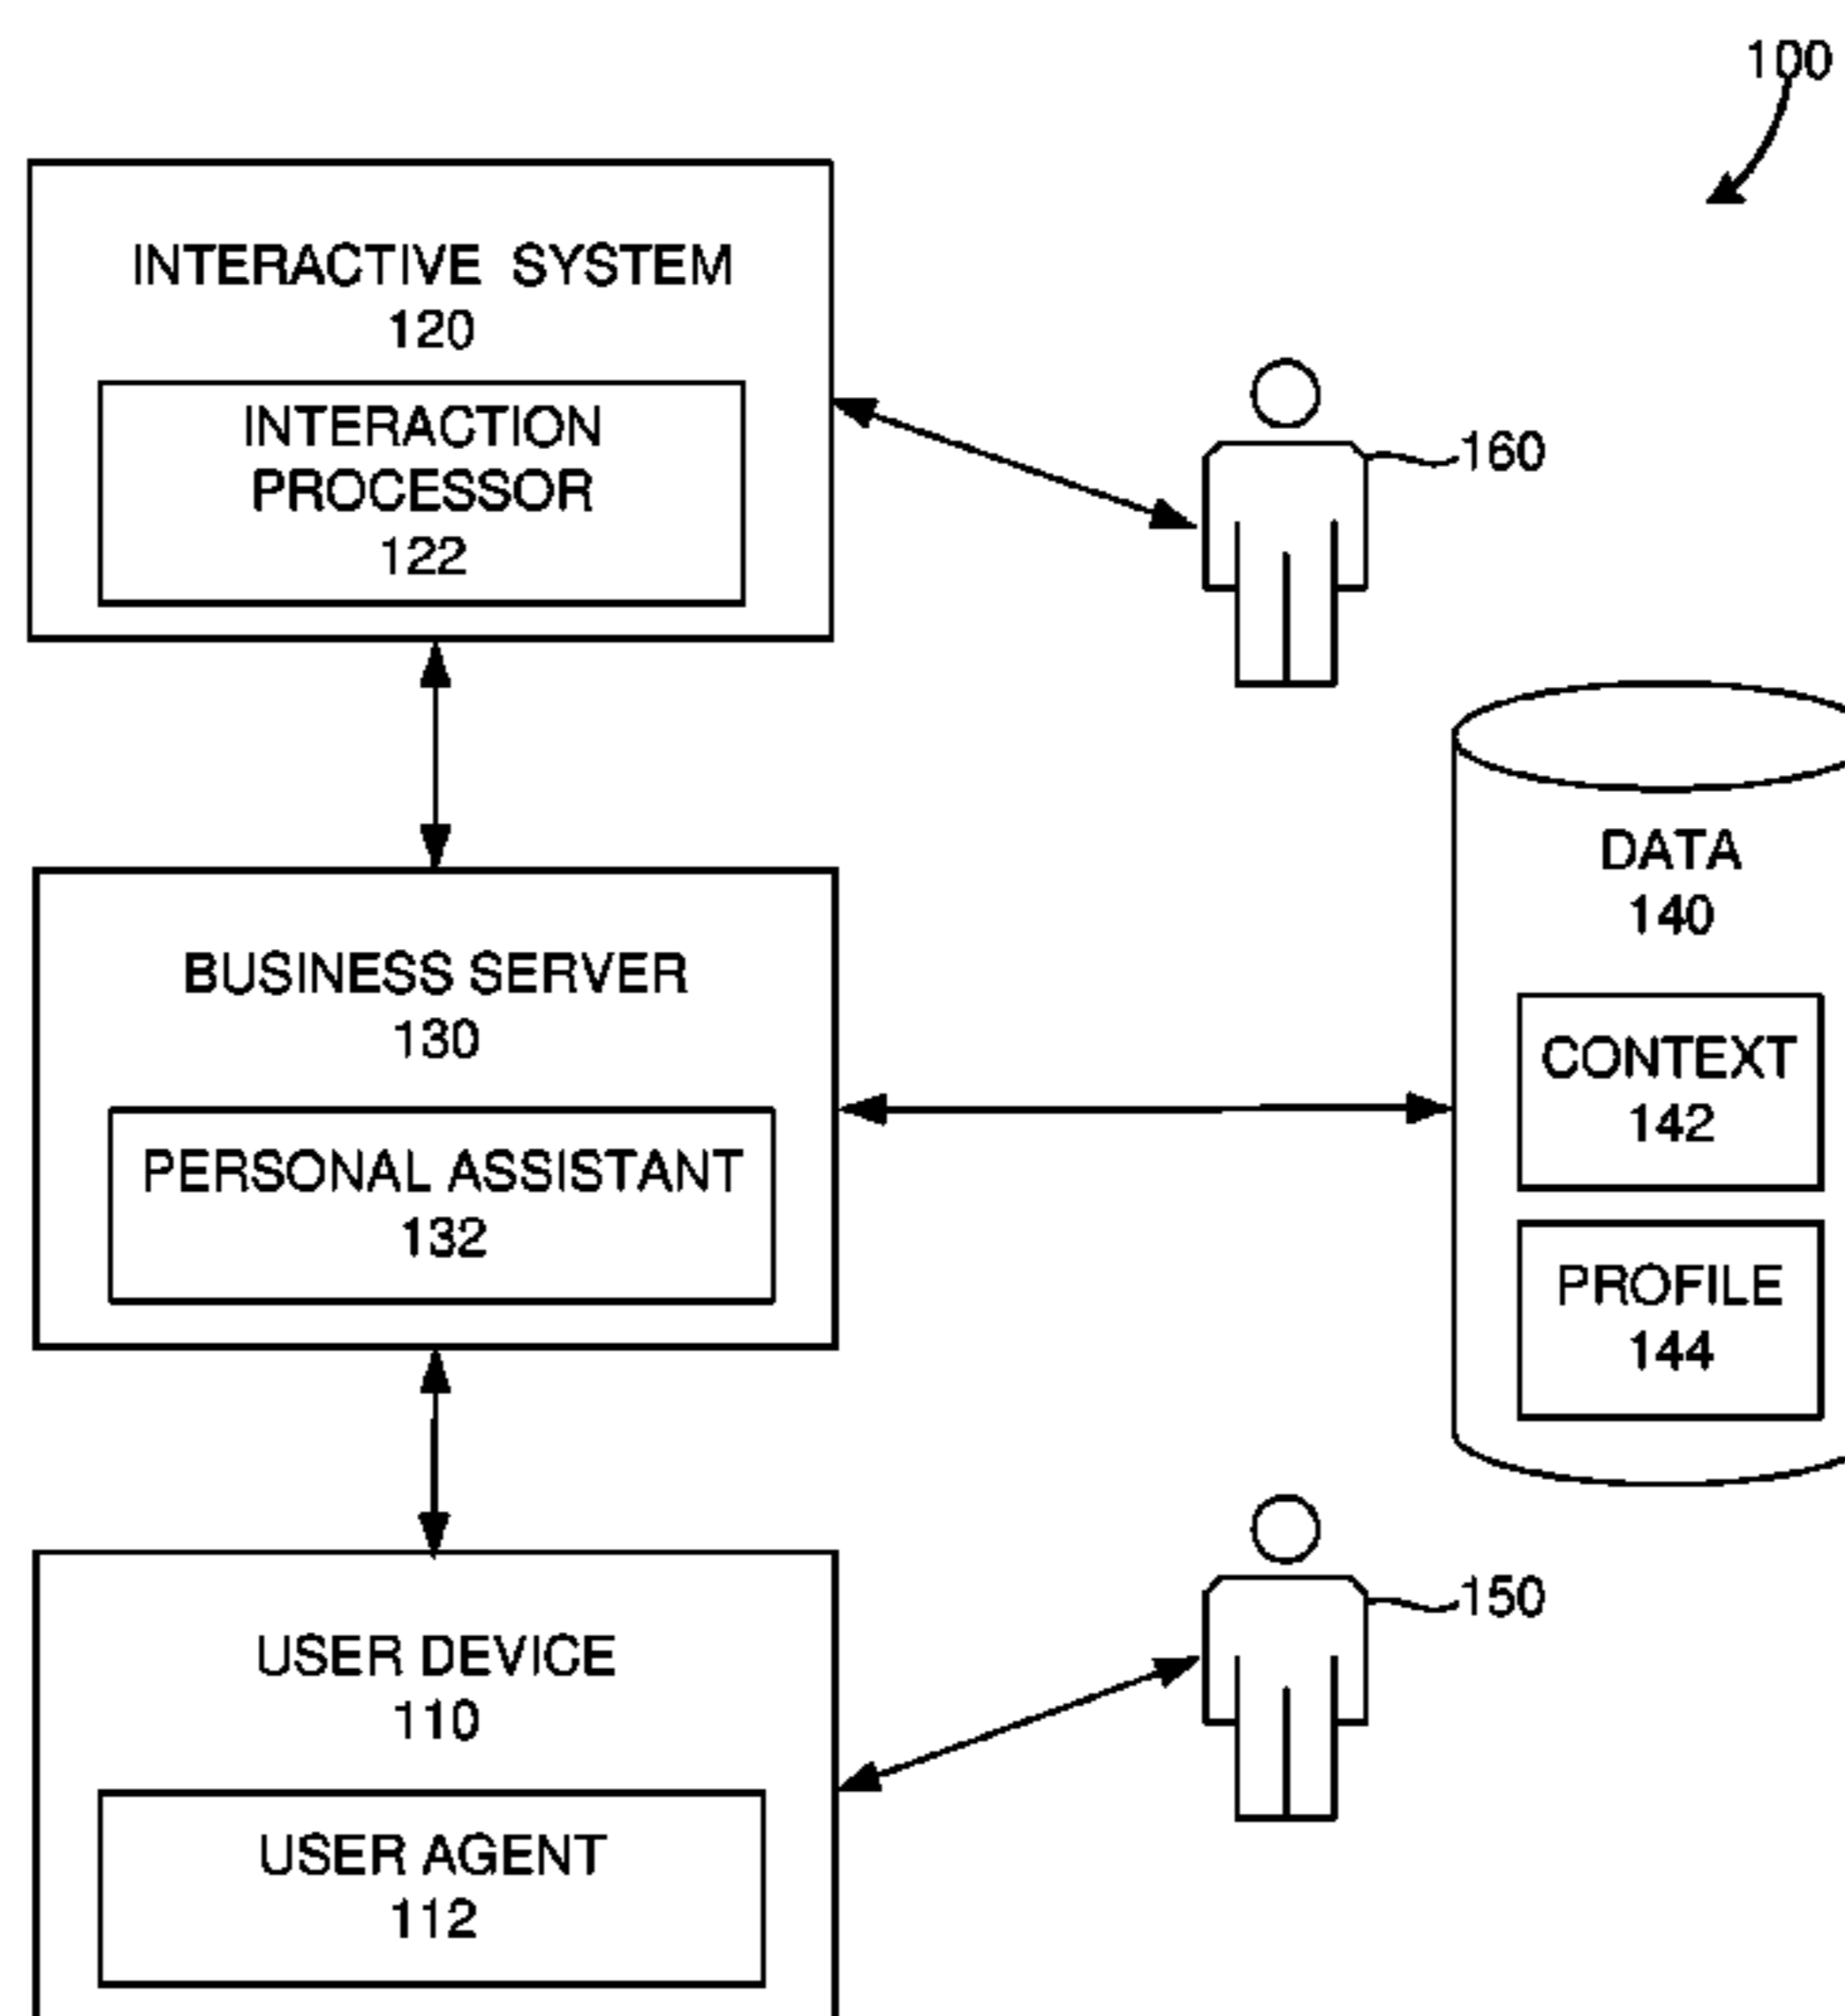 100
INTERACTIVE SYSTEM
120
INTERACTION
PROCESSOR
122
160
DATA
140
BUSINESS SERVER
130
CONTEXT
142
PERSONAL ASSISTANT
132
PROFILE
144
150
USER DEVICE
110
USER AGENT
112